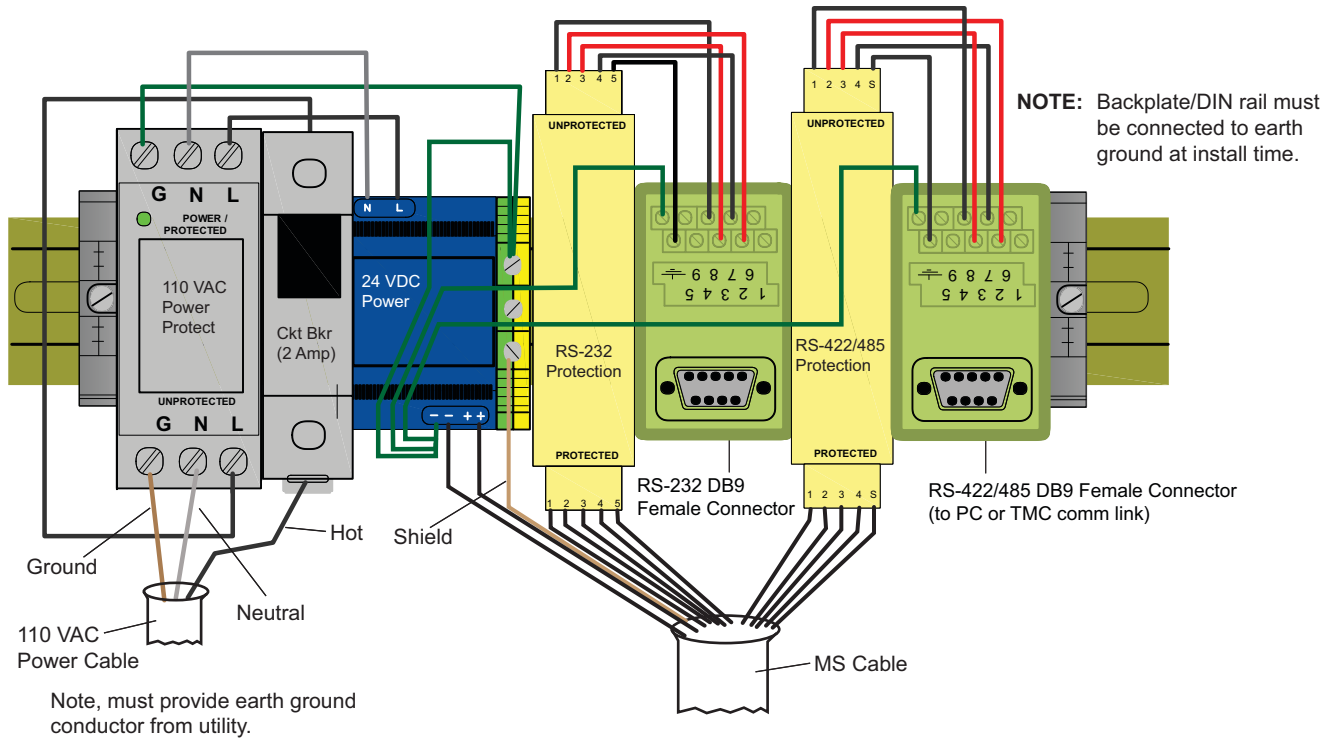 1 2 3 4 5
UNPROTECTED
1 2 3 4 S
UNPROTECTED
NOTE: Backplate/DIN rail must
be connected to earth
ground at install time.
G N L
POWER /
PROTECTED
110 VAC
Power
Protect
UNPROTECTED
G N L
Ckt Bkr
(2 Amp)
N L
24 VDC
Power
- - + +
RS-232
Protection
PROTECTED
1 2 3 4 5
6 7 8 9
1 2 3 4 5
RS-422/485
Protection
PROTECTED
1 2 3 4 S
6 7 8 9
1 2 3 4 5
RS-232 DB9
Female Connector
RS-422/485 DB9 Female Connector
(to PC or TMC comm link)
Ground
Hot
Shield
Neutral
110 VAC
Power Cable
MS Cable
Note, must provide earth ground
conductor from utility.